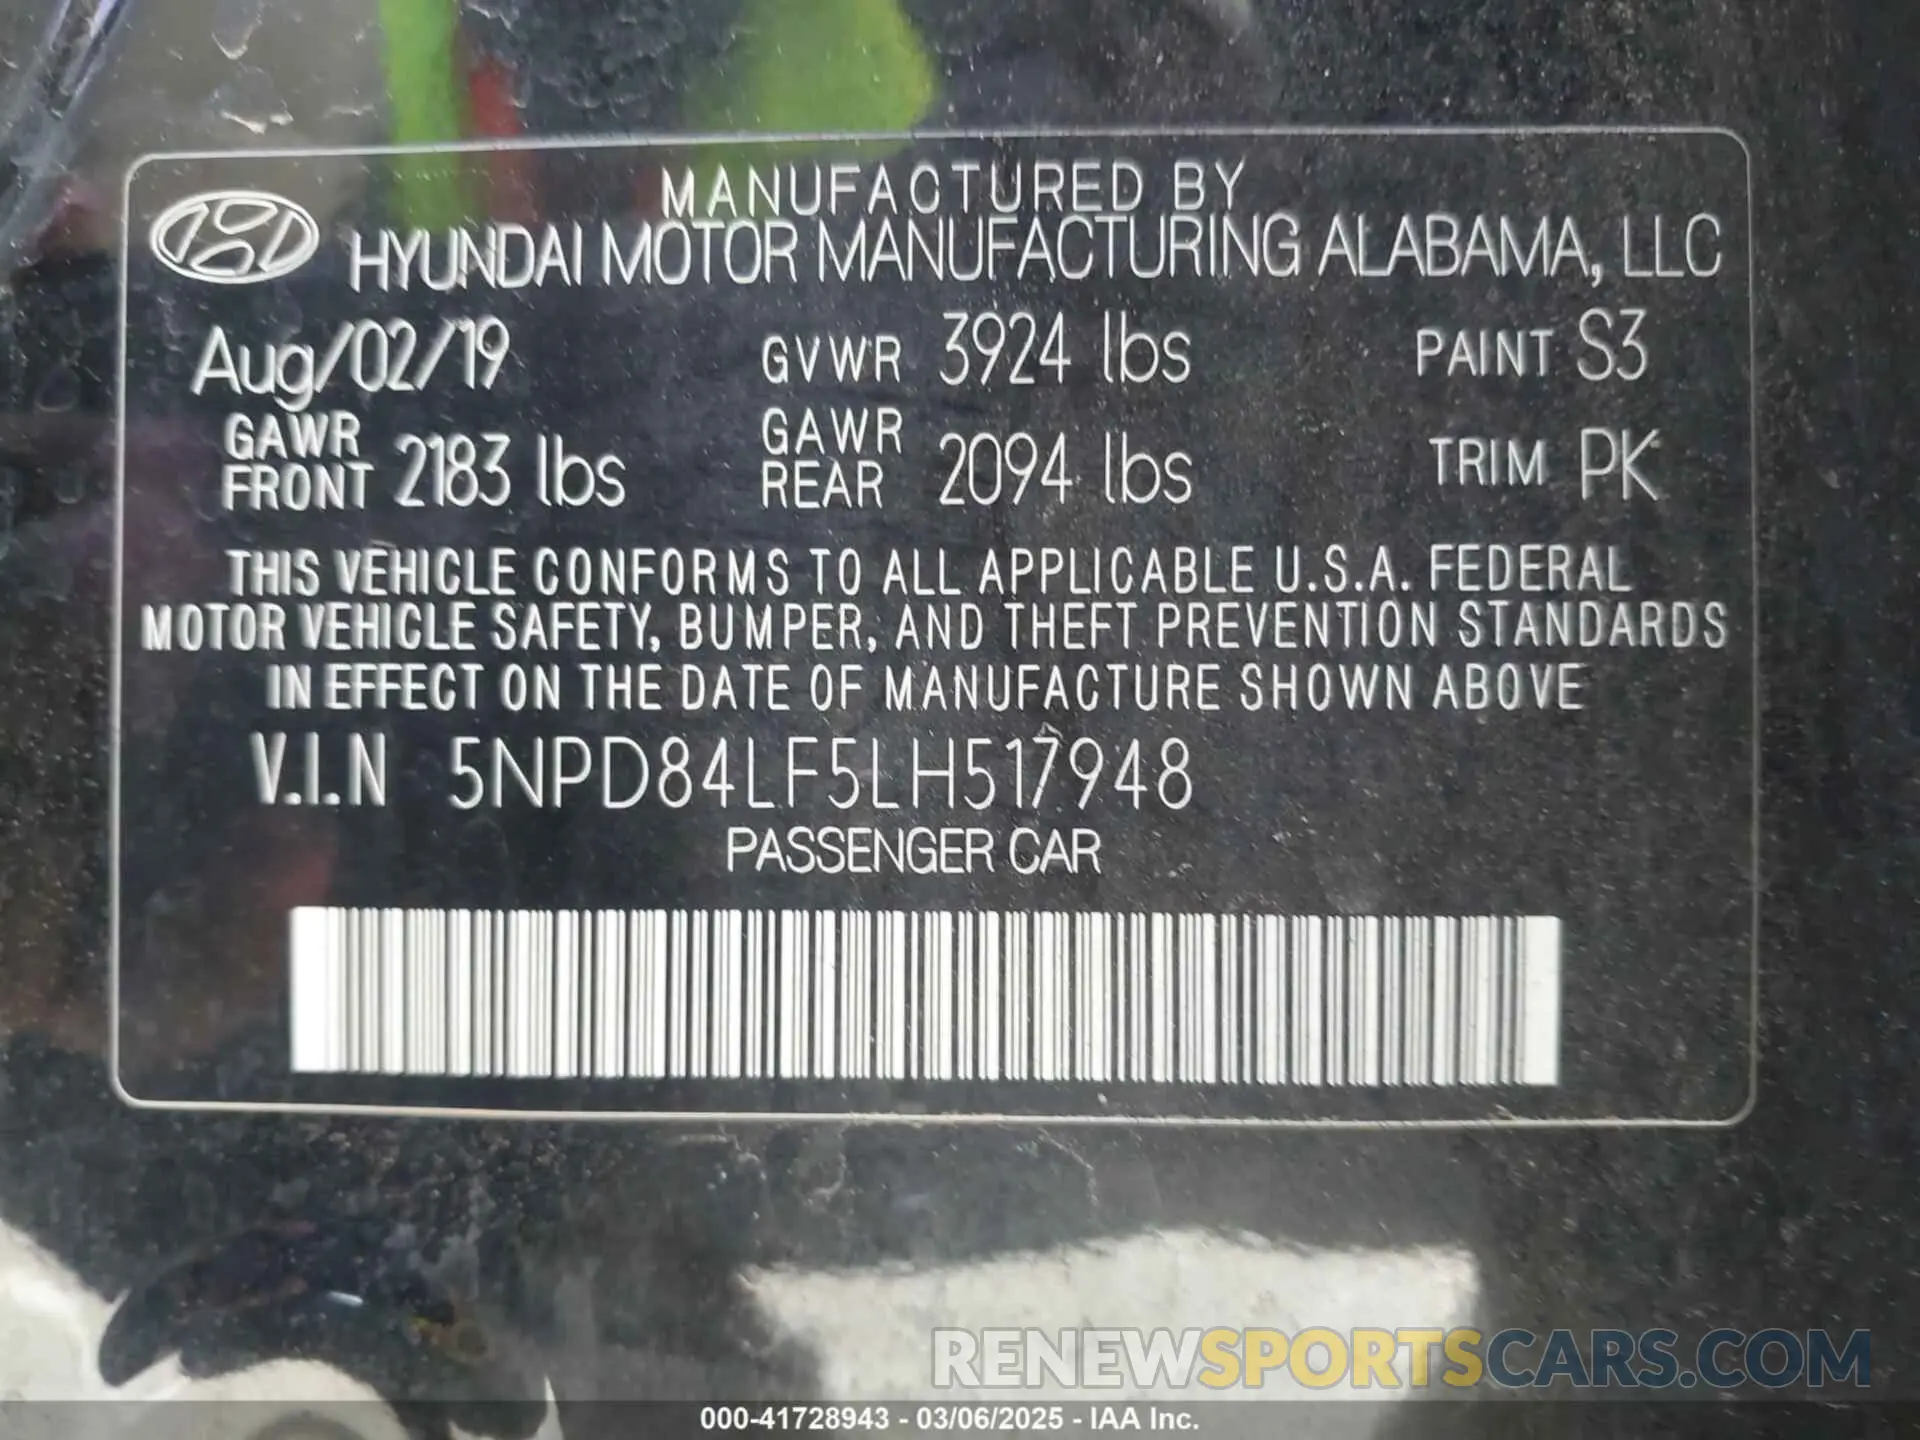 MANUFACTURED BY
HYUNDAI MOTOR MANUFACTURING ALABAMA, LLC
Aug/02/19 GVWR 3924 lbs PAINT S3
GAWR FRONT 2183 lbs GAWR REAR 2094 lbs TRIM PK
THIS VEHICLE CONFORMS TO ALL APPLICABLE U.S.A. FEDERAL
MOTOR VEHICLE SAFETY, BUMPER, AND THEFT PREVENTION STANDARDS
IN EFFECT ON THE DATE OF MANUFACTURE SHOWN ABOVE
V.I.N 5NPD84LF5LH517948
PASSENGER CAR
RENEWSPORTSCARS.COM
000-41728943 - 03/06/2025 - IAA Inc.